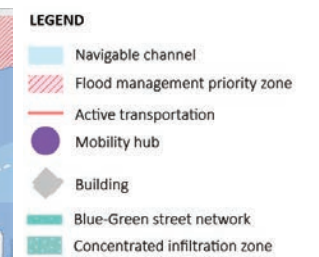 LEGEND
Navigable channel
Flood management priority zone
Active transportation
Mobility hub
Building
Blue-Green street network
Concentrated infiltration zone